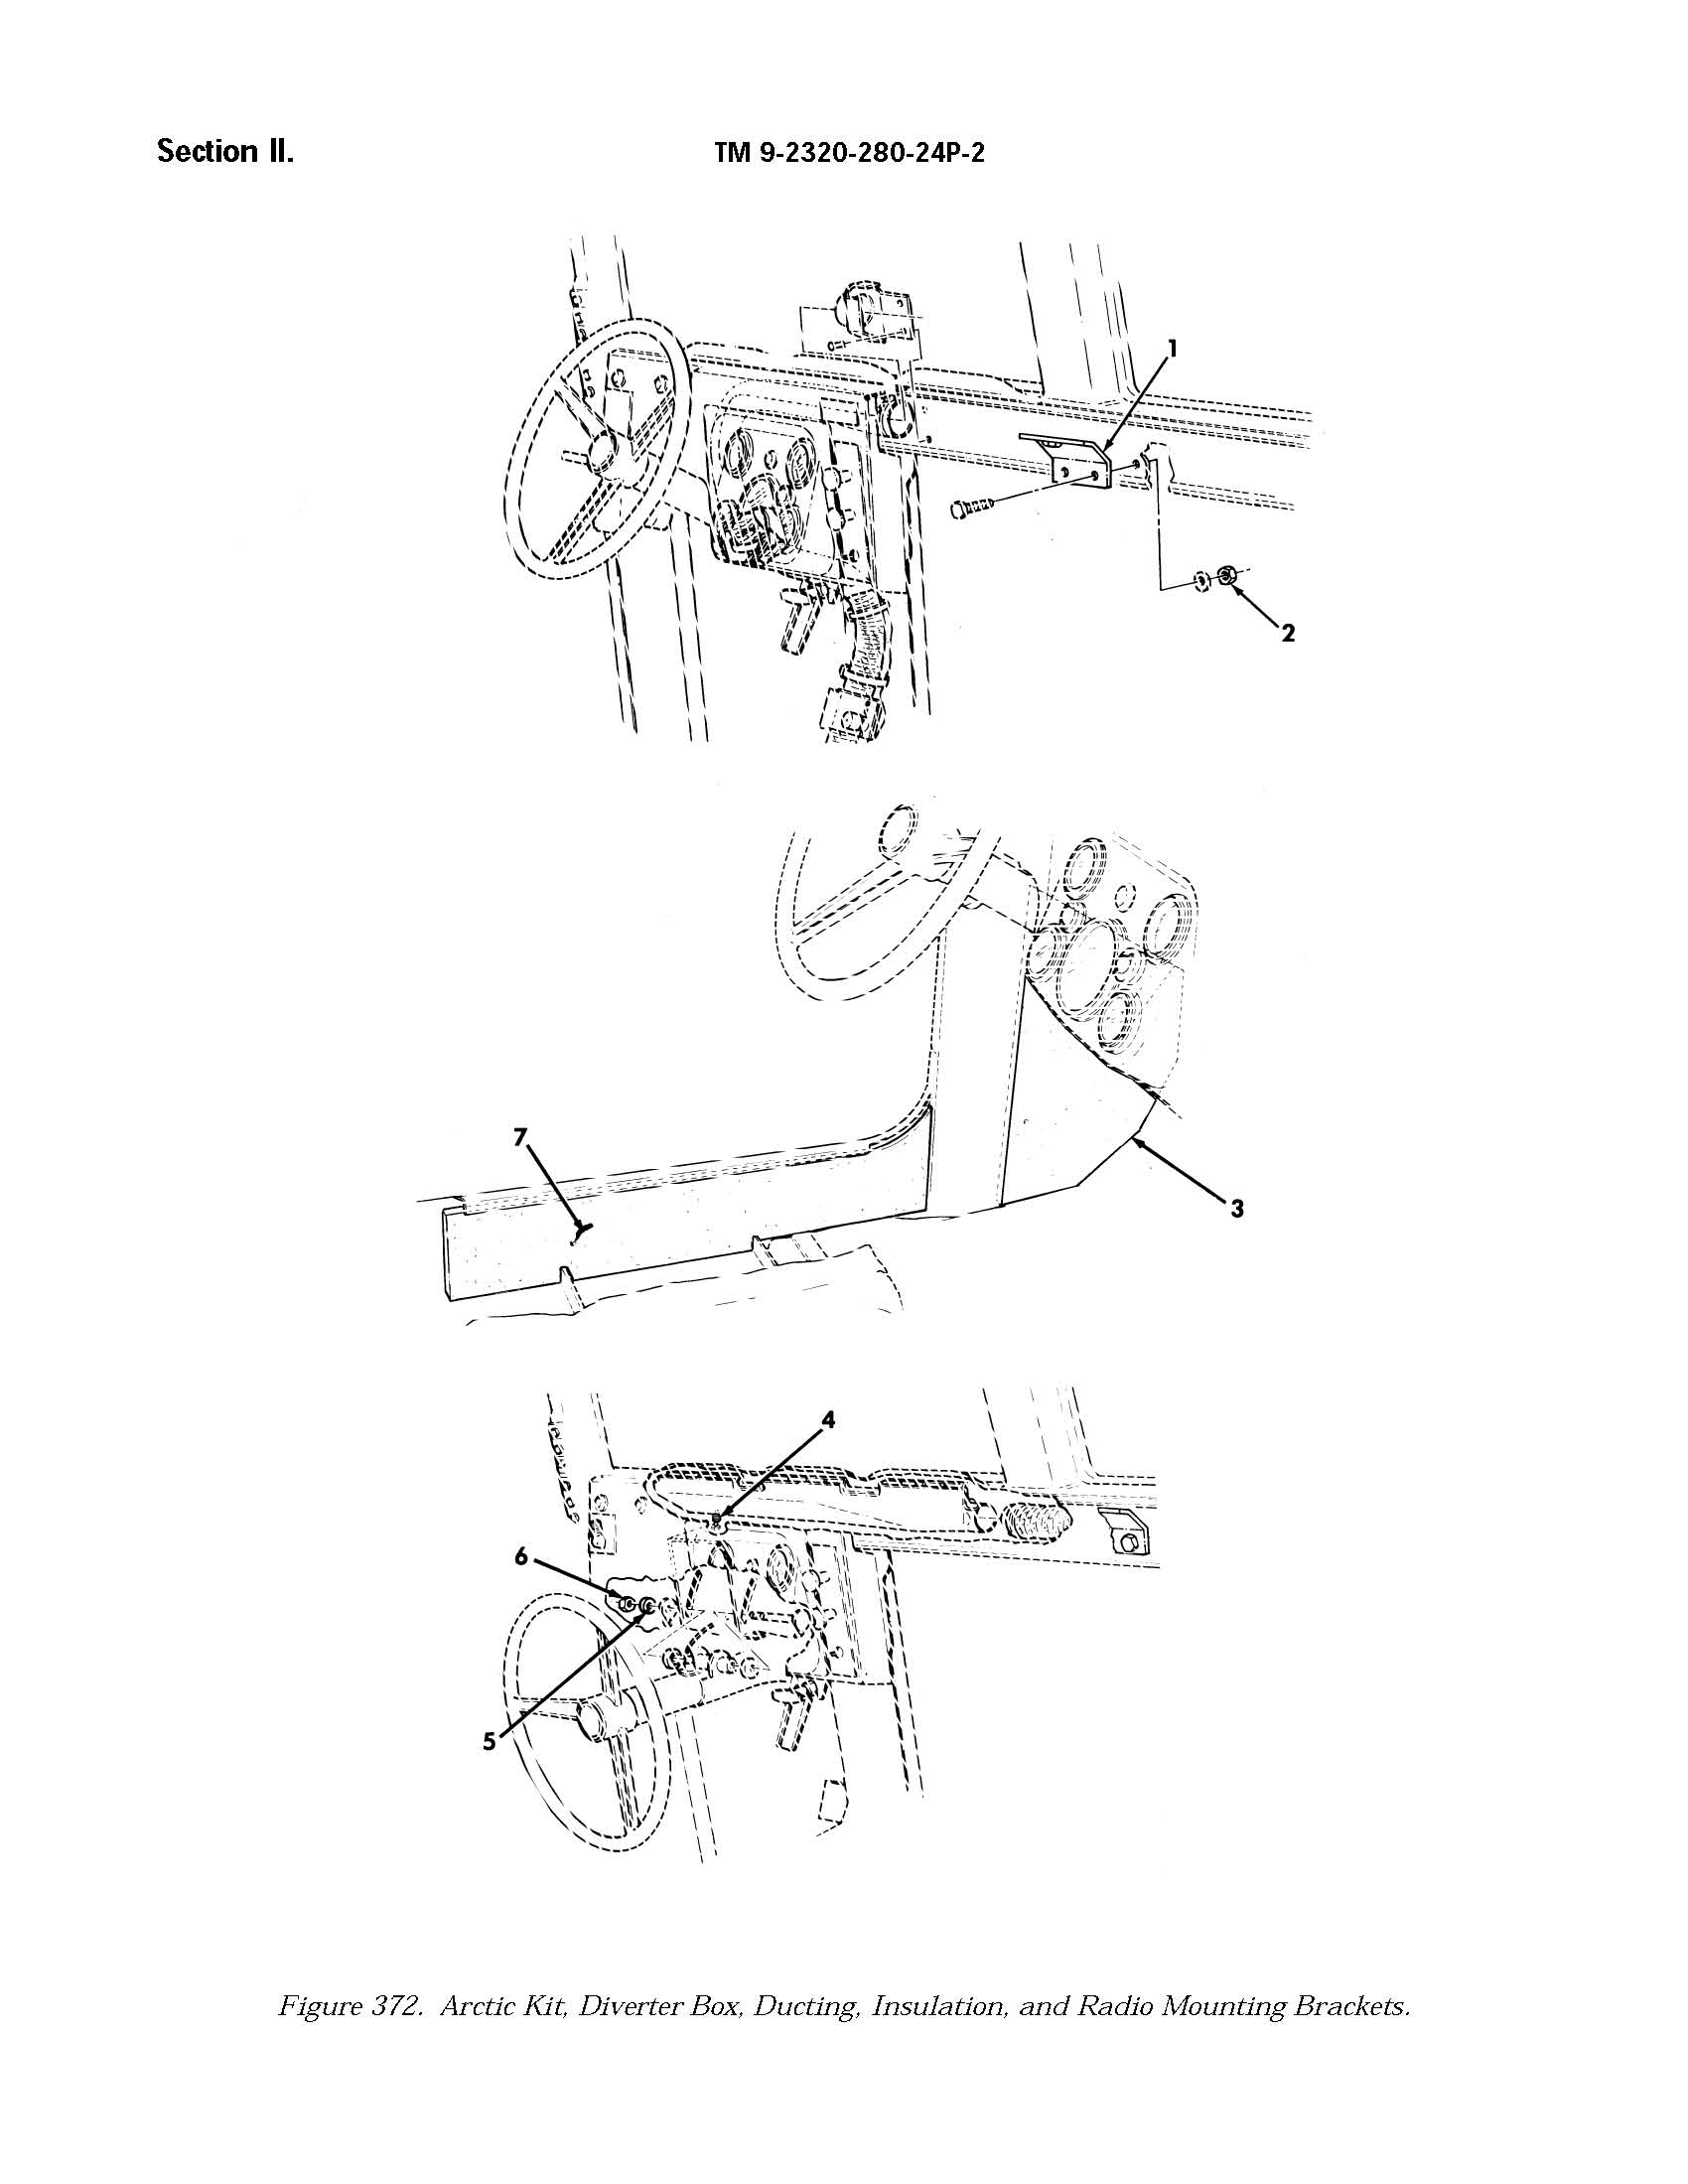 Section II.
TM 9-2320-280-24P-2
1
2
7
3
4
6
5
Figure 372. Arctic Kit, Diverter Box, Ducting, Insulation, and Radio Mounting Brackets.